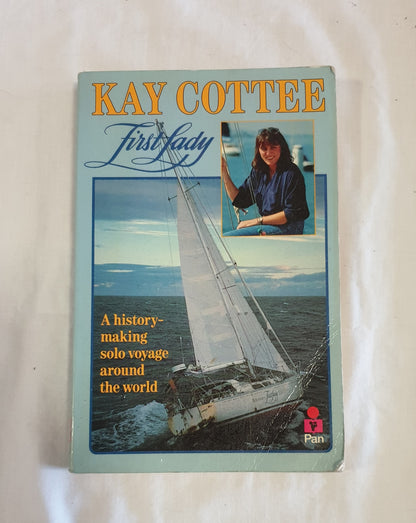 KAY COTTEE
First Lady
A history-
making
solo voyage
around
the world
Pan